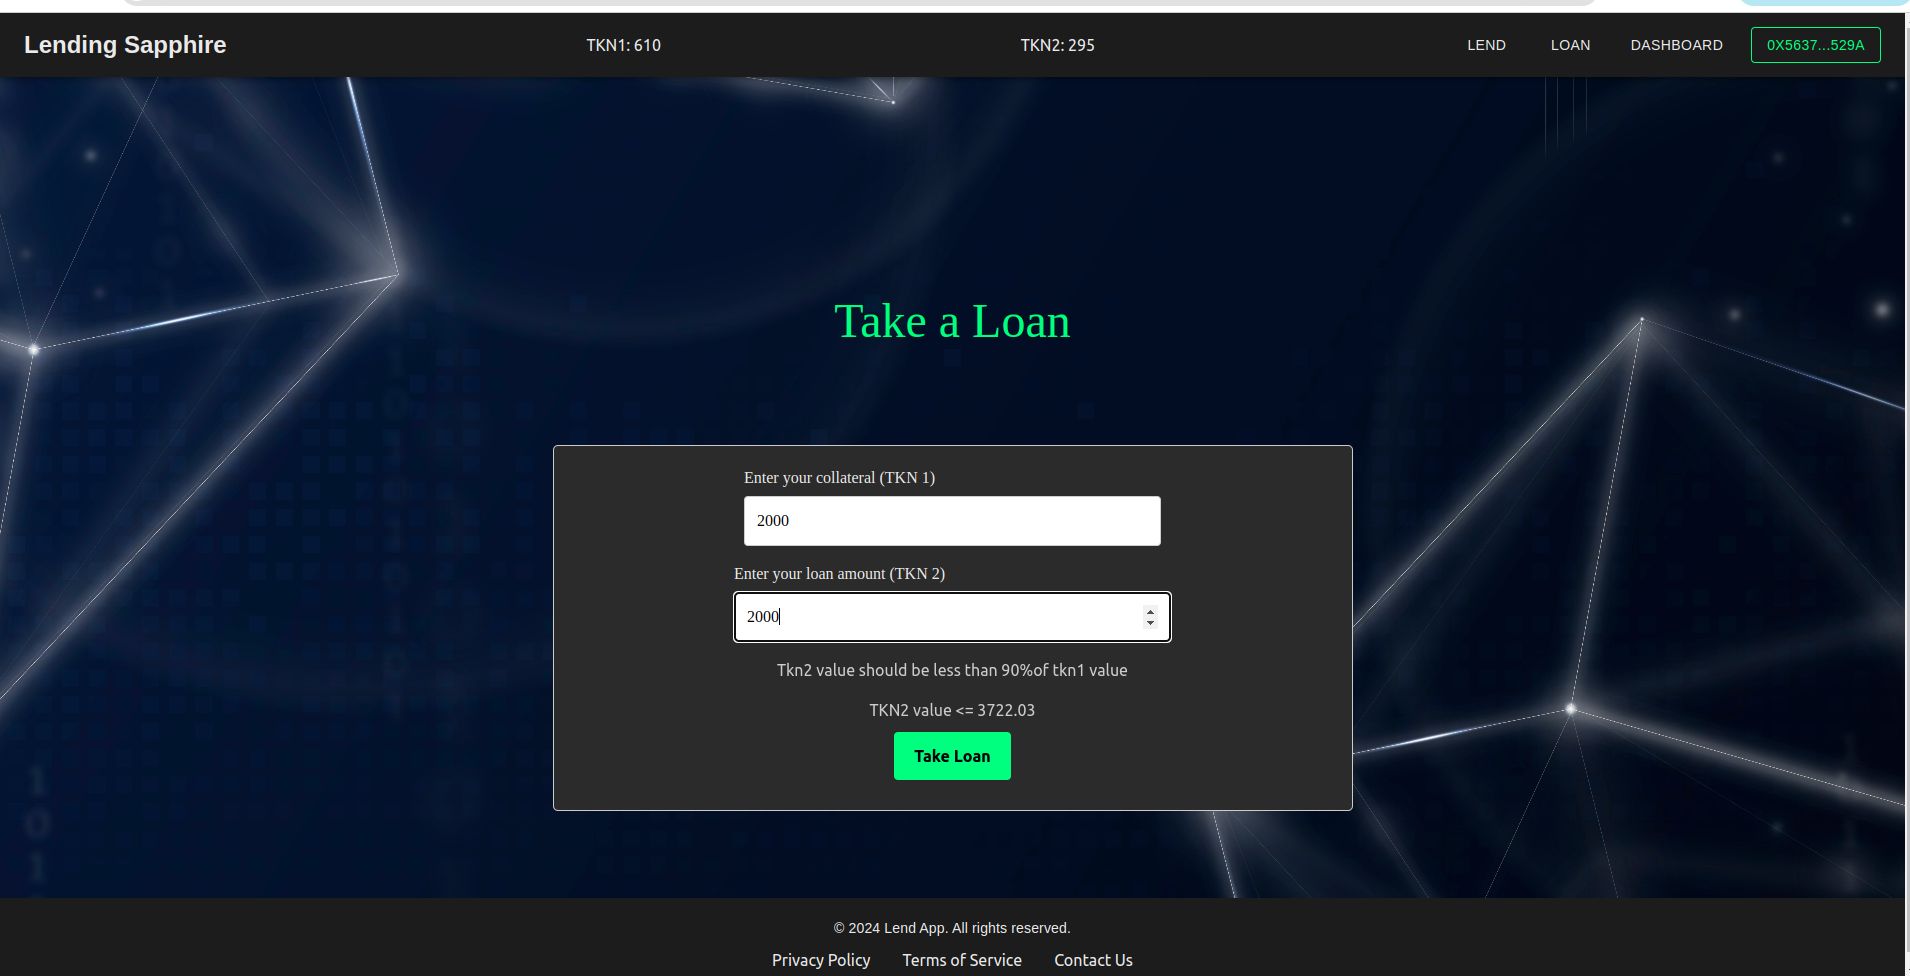 Lending Sapphire
TKN1: 610
TKN2: 295
LEND
LOAN
DASHBOARD
0X5637...529A
Take a Loan
Enter your collateral (TKN 1)
2000
Enter your loan amount (TKN 2)
2000
Tkn2 value should be less than 90%of tkn1 value
TKN2 value <= 3722.03
Take Loan
© 2024 Lend App. All rights reserved.
Privacy Policy
Terms of Service
Contact Us